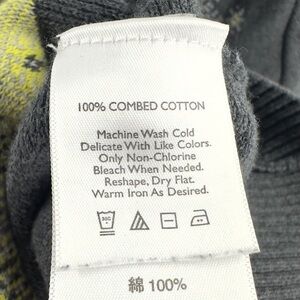 100% COMBED COTTON
Machine Wash Cold
Delicate With Like Colors.
Only Non-Chlorine
Bleach When Needed.
Reshape, Dry Flat.
Warm Iron As Desired.
綿 100%